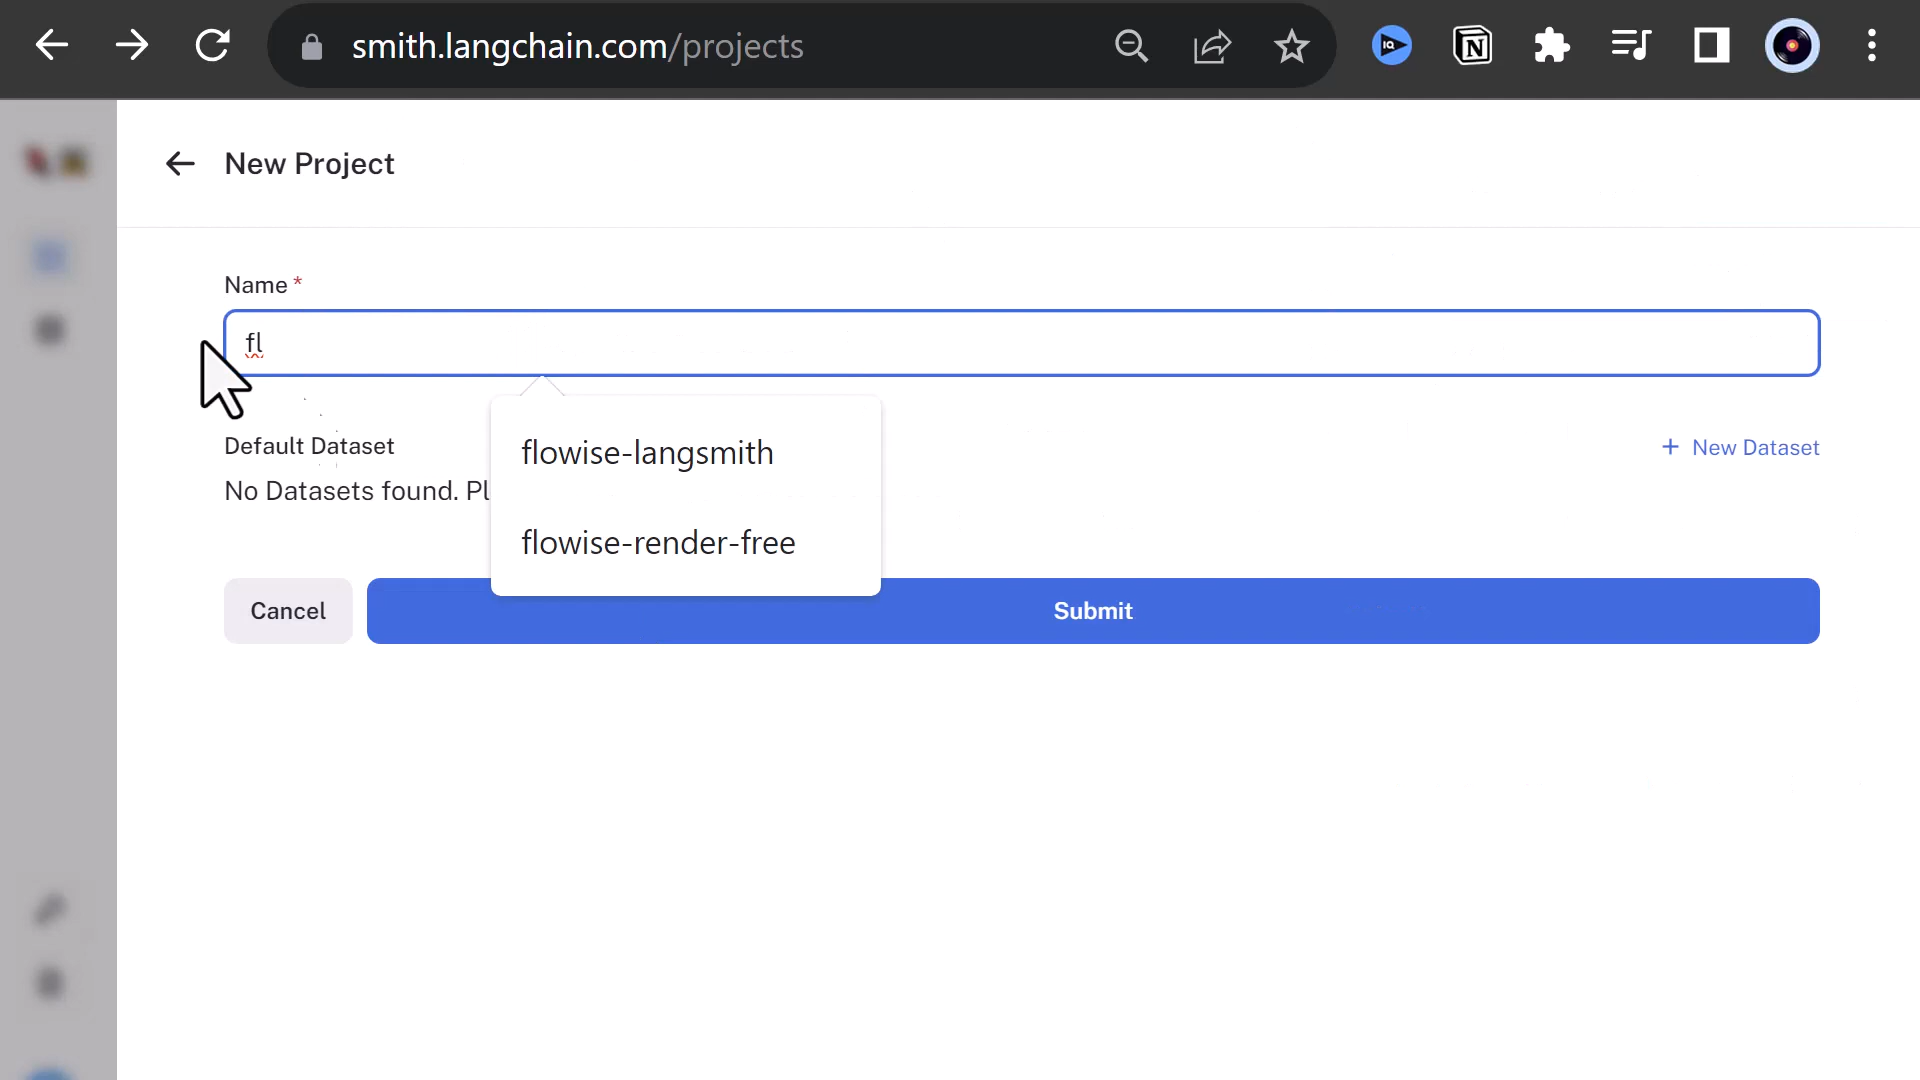 smith.langchain.com/projects
IQ
N
New Project
Name *
fl
Default Dataset
+ New Dataset
No Datasets found. Pl
flowise-langsmith
flowise-render-free
Cancel
Submit